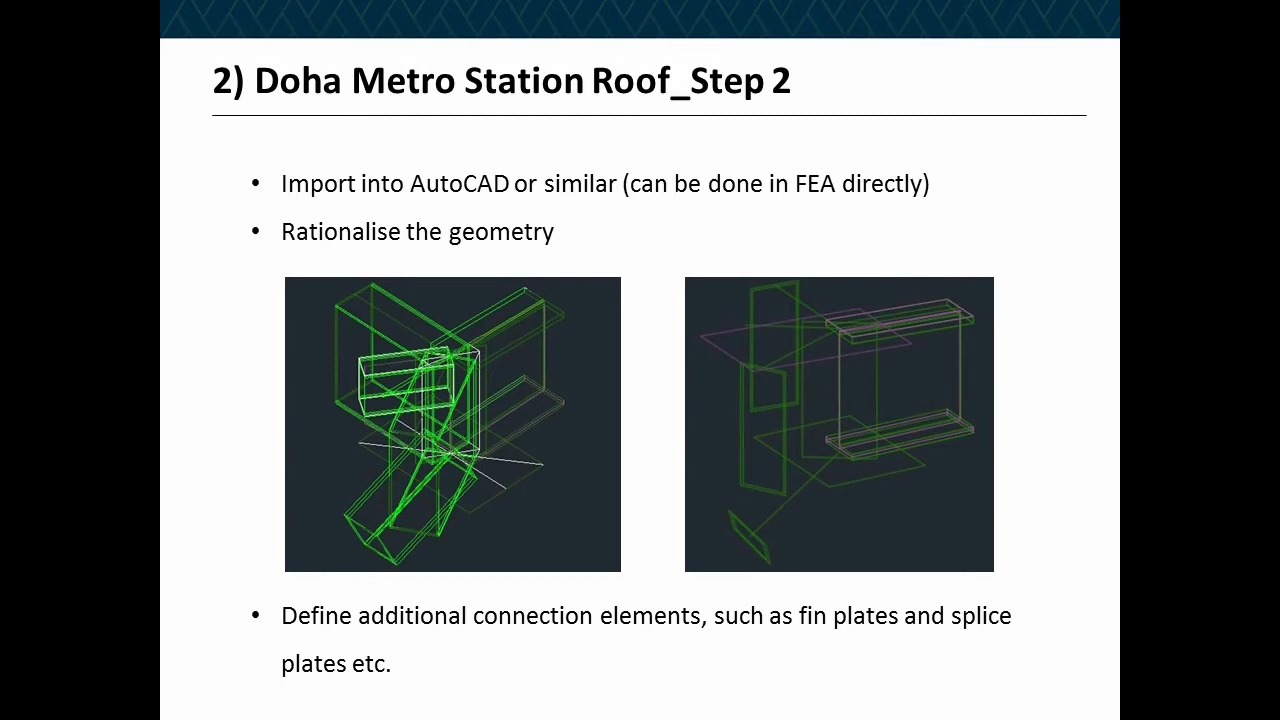 2) Doha Metro Station Roof_Step 2
• Import into AutoCAD or similar (can be done in FEA directly)
• Rationalise the geometry
• Define additional connection elements, such as fin plates and splice
plates etc.